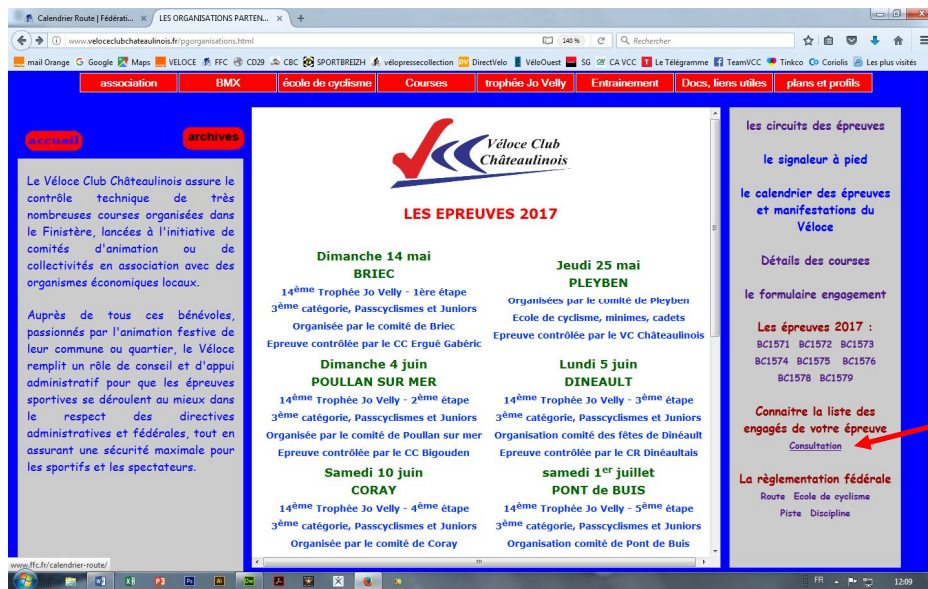 Calendrier Route | Fédérati...
LES ORGANISATIONS PARTEN...
www.veloceclubchateaulinois.fr/pgorganisations.html
140 %
Rechercher
mail Orange
Google
Maps
VELOCE
FFC
CD29
CBC
SPORTBREIZH
vélopressecollection
DirectVelo
VéloOuest
SG
CA VCC
Le Télégramme
TeamVCC
Tinkco
Coriolis
Les plus visités
association
BMX
école de cyclisme
Courses
trophée Jo Velly
Entrainement
Docs, liens utiles
plans et profils
accueil
archives
Le Véloce Club Châteaulinois assure le
contrôle technique de très
nombreuses courses organisées dans
le Finistère, lancées à l'initiative de
comités d'animation ou de
collectivités en association avec des
organismes économiques locaux.
Auprès de tous ces bénévoles,
passionnés par l'animation festive de
leur commune ou quartier, le Véloce
remplit un rôle de conseil et d'appui
administratif pour que les épreuves
sportives se déroulent au mieux dans
le respect des directives
administratives et fédérales, tout en
assurant une sécurité maximale pour
les sportifs et les spectateurs.
Véloce Club
Châteaulinois
LES EPREUVES 2017
Dimanche 14 mai
BRIEC
14ème Trophée Jo Velly - 1ère étape
3ème catégorie, Passcyclismes et Juniors
Organisée par le comité de Briec
Epreuve contrôlée par le CC Ergué Gabéric
Jeudi 25 mai
PLEYBEN
Organisées par le comité de Pleyben
Ecole de cyclisme, minimes, cadets
Epreuve contrôlée par le VC Châteaulinois
Dimanche 4 juin
POULLAN SUR MER
14ème Trophée Jo Velly - 2ème étape
3ème catégorie, Passcyclismes et Juniors
Organisée par le comité de Poullan sur mer
Epreuve contrôlée par le CC Bigouden
Lundi 5 juin
DINEAULT
14ème Trophée Jo Velly - 3ème étape
3ème catégorie, Passcyclismes et Juniors
Organisation comité des fêtes de Dinéault
Epreuve contrôlée par le CR Dinéaultais
Samedi 10 juin
CORAY
14ème Trophée Jo Velly - 4ème étape
3ème catégorie, Passcyclismes et Juniors
Organisée par le comité de Coray
samedi 1er juillet
PONT de BUIS
14ème Trophée Jo Velly - 5ème étape
3ème catégorie, Passcyclismes et Juniors
Organisation comité de Pont de Buis
les circuits des épreuves
le signaleur à pied
le calendrier des épreuves
et manifestations du
Véloce
Détails des courses
le formulaire engagement
Les épreuves 2017 :
BC1571 BC1572 BC1573
BC1574 BC1575 BC1576
BC1578 BC1579
Connaitre la liste des
engagés de votre épreuve
Consultation
La règlementation fédérale
Route Ecole de cyclisme
Piste Discipline
www.ffc.fr/calendrier-route/
FR
12:09